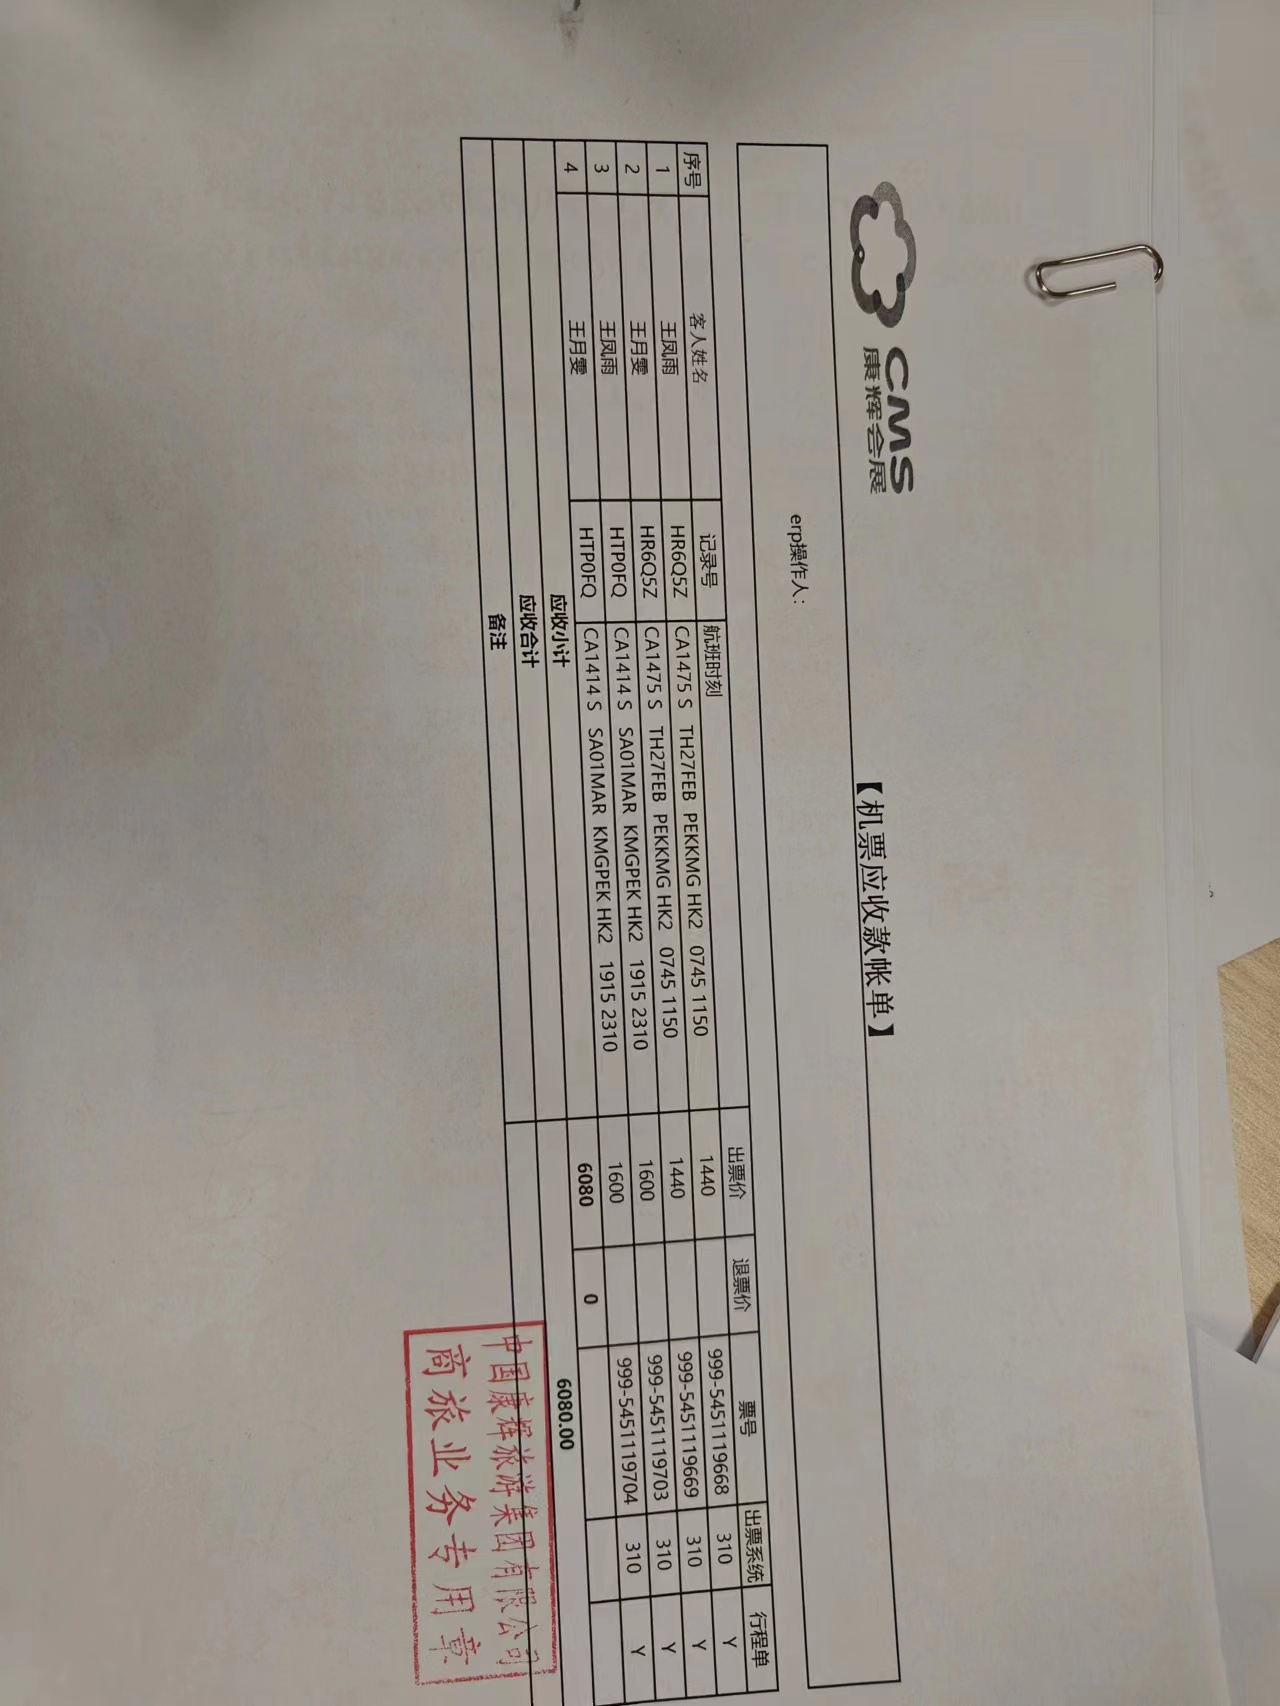 CMS
康辉会展
【机票应收款帐单】
erp操作人：
序号 客人姓名 记录号 航班时刻 出票价 退票价 票号 出票系统 行程单
1 王凤雨 HR6Q5Z CA1475 S TH27FEB PEKKMG HK2 0745 1150 1440 999-5451119668 310 Y
2 王月雯 HR6Q5Z CA1475 S TH27FEB PEKKMG HK2 0745 1150 1440 999-5451119669 310 Y
3 王凤雨 HTP0FQ CA1414 S SA01MAR KMGPEK HK2 1915 2310 1600 999-5451119703 310 Y
4 王月雯 HTP0FQ CA1414 S SA01MAR KMGPEK HK2 1915 2310 1600 999-5451119704 310 Y
应收小计 6080 0
应收合计 6080.00
备注
中国康辉旅游集团有限公司
商旅业务专用章